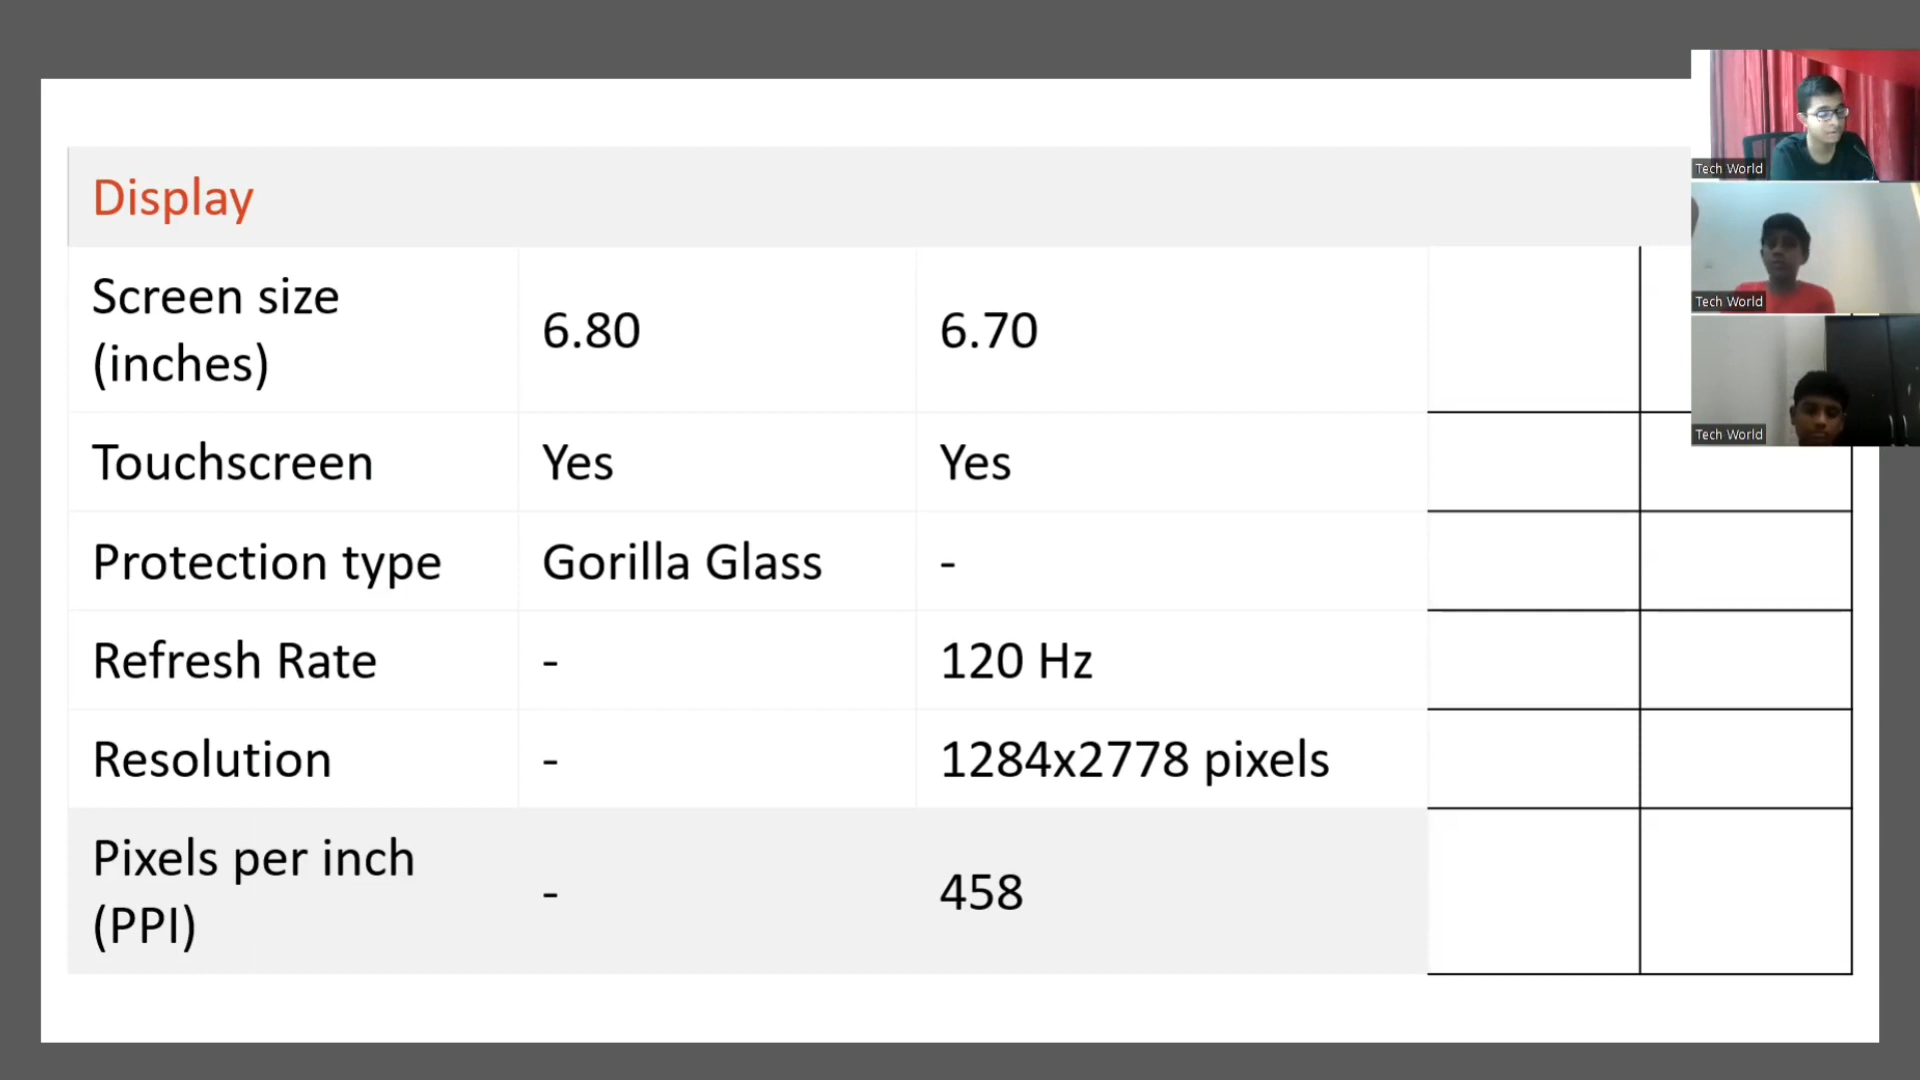 Display
Screen size
(inches)
6.80
6.70
Touchscreen
Yes
Yes
Protection type
Gorilla Glass
-
Refresh Rate
-
120 Hz
Resolution
-
1284x2778 pixels
Pixels per inch
(PPI)
-
458
Tech World
Tech World
Tech World